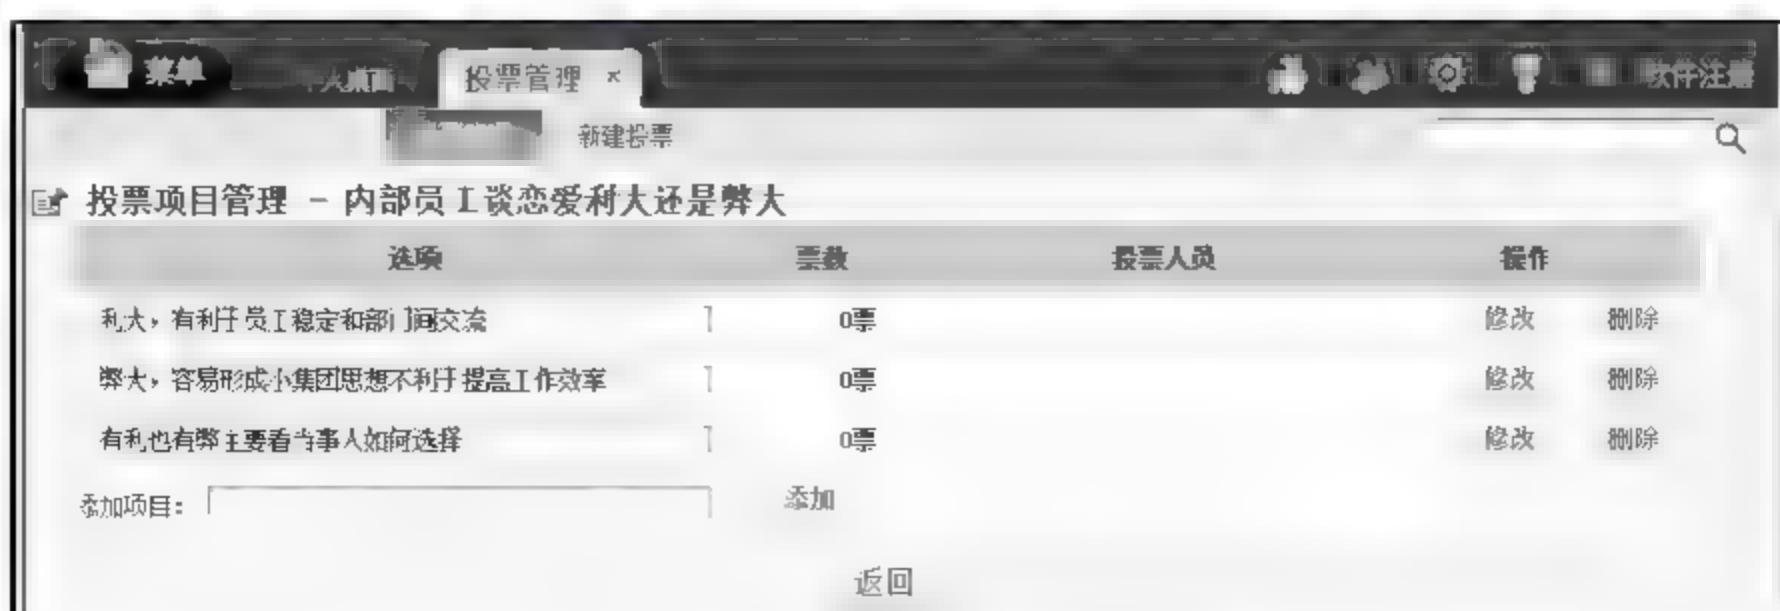 菜单 人桌面 投票管理 × 软件注册
新建投票
投票项目管理 - 内部员工谈恋爱利大还是弊大
选项 票数 投票人员 操作
利大，有利于员工稳定和部门间交流 0票 修改 删除
弊大，容易形成小集团思想不利于提高工作效率 0票 修改 删除
有利也有弊主要看当事人如何选择 0票 修改 删除
添加项目： 添加
返回